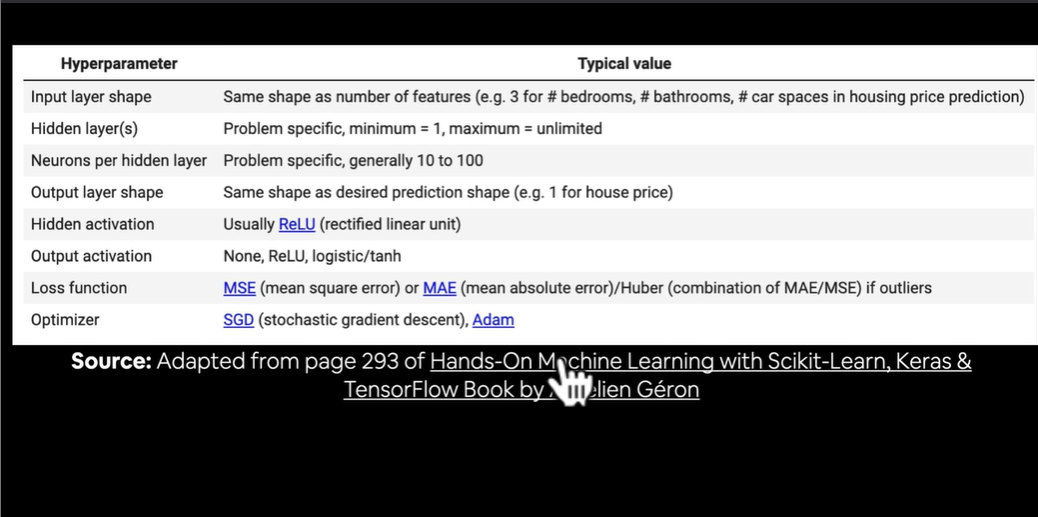 Hyperparameter Typical value
Input layer shape Same shape as number of features (e.g. 3 for # bedrooms, # bathrooms, # car spaces in housing price prediction)
Hidden layer(s) Problem specific, minimum = 1, maximum = unlimited
Neurons per hidden layer Problem specific, generally 10 to 100
Output layer shape Same shape as desired prediction shape (e.g. 1 for house price)
Hidden activation Usually ReLU (rectified linear unit)
Output activation None, ReLU, logistic/tanh
Loss function MSE (mean square error) or MAE (mean absolute error)/Huber (combination of MAE/MSE) if outliers
Optimizer SGD (stochastic gradient descent), Adam
Source: Adapted from page 293 of Hands-On Machine Learning with Scikit-Learn, Keras &
TensorFlow Book by Géron